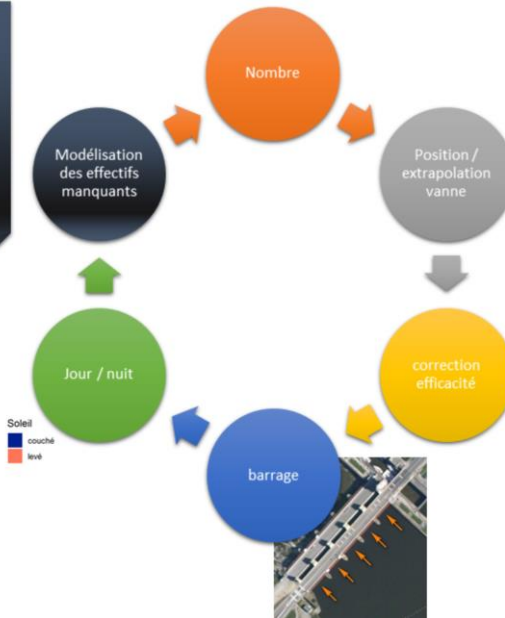 Nombre
Position /
extrapolation
vanne
correction
efficacité
barrage
Jour / nuit
Modélisation
des effectifs
manquants
Soleil
couché
levé